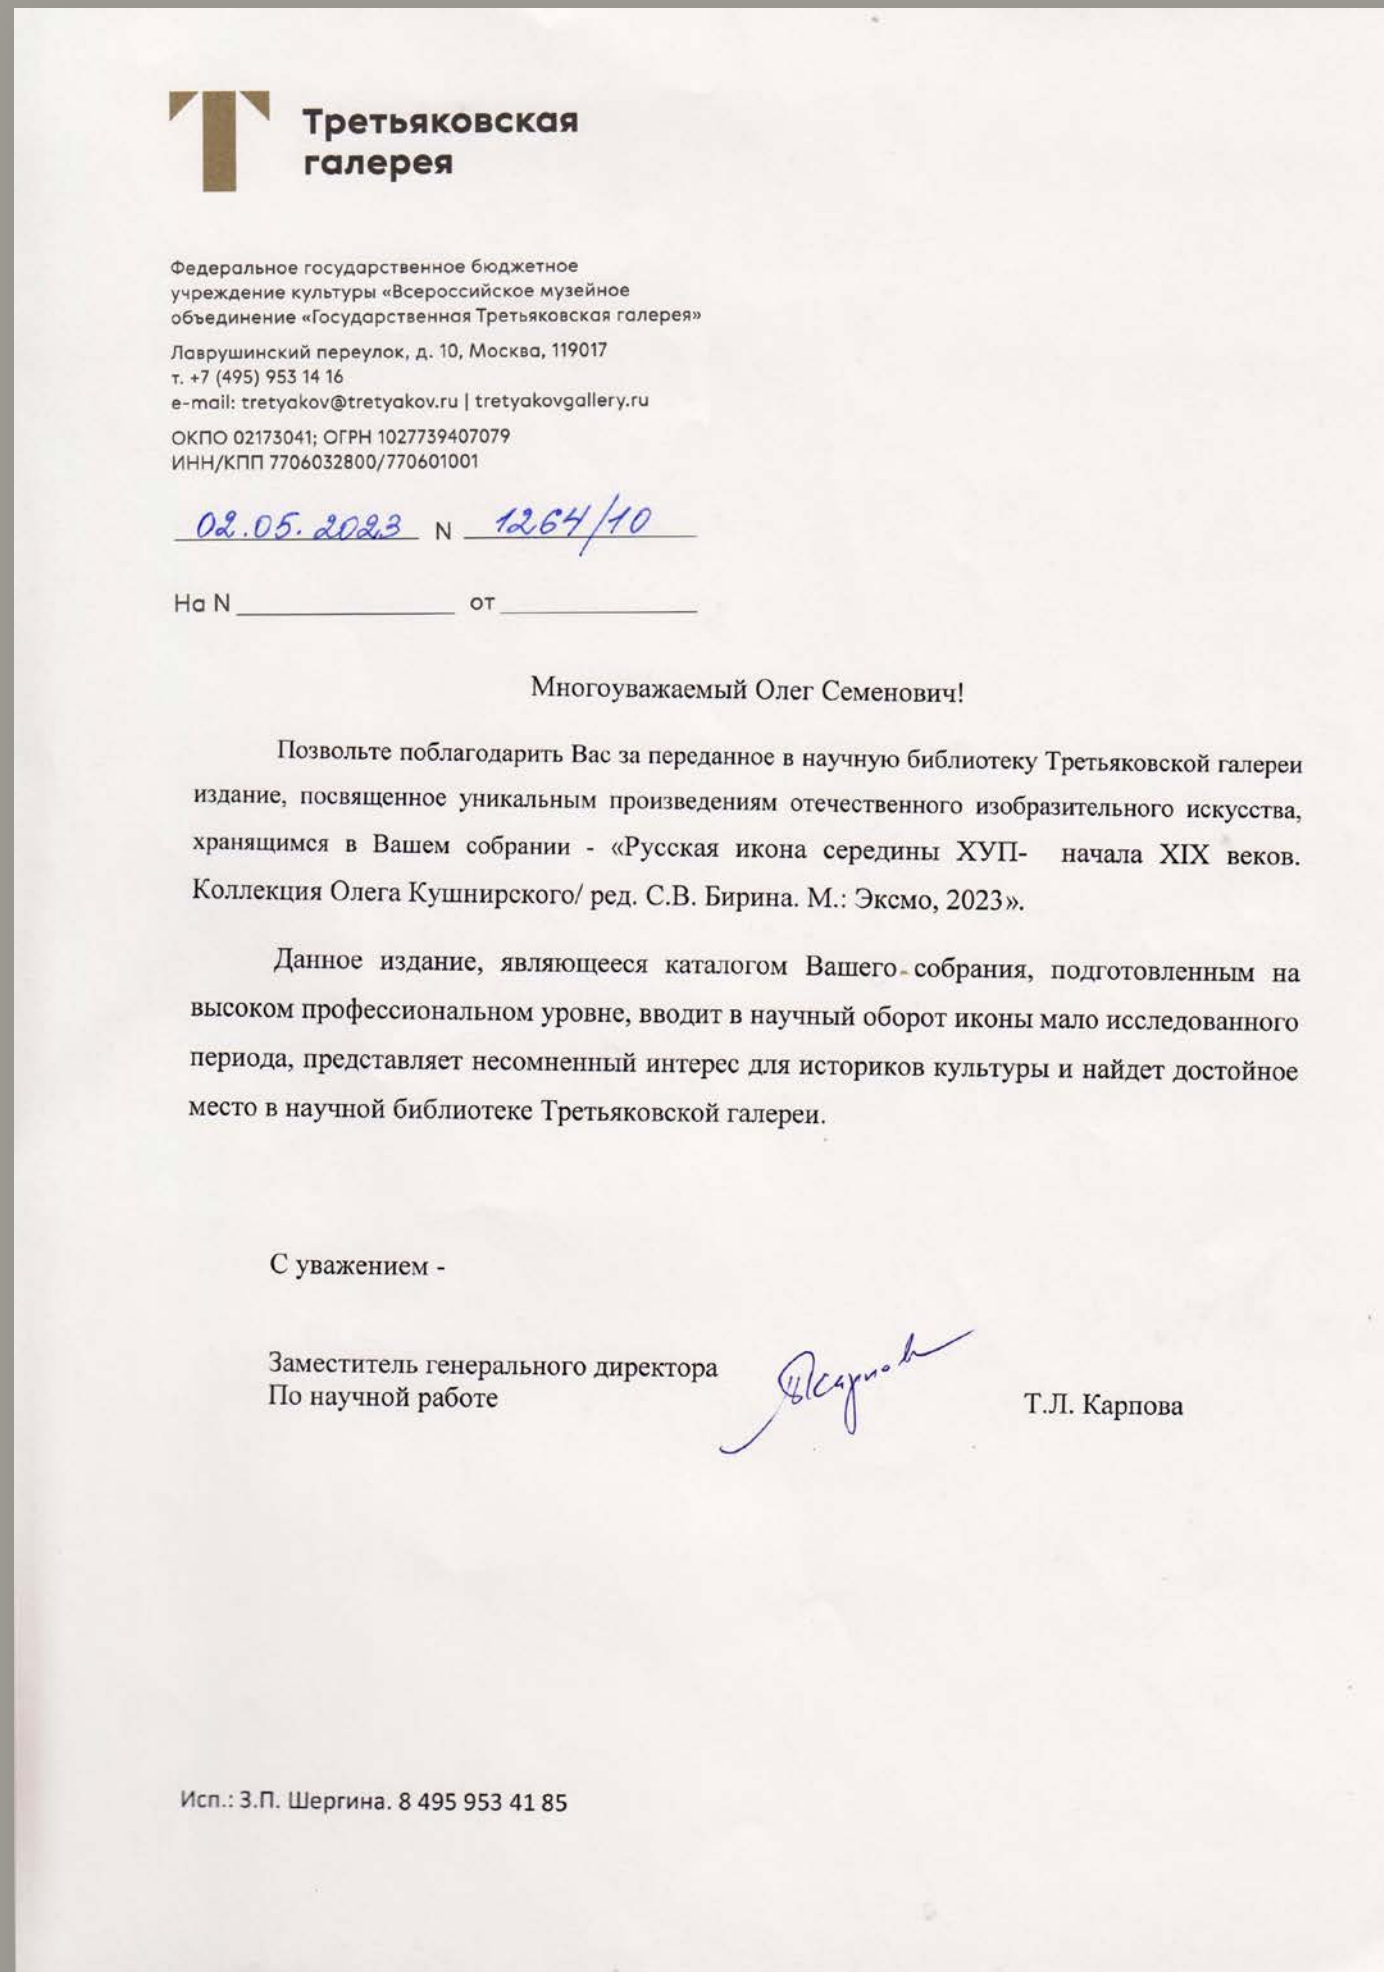 Третьяковская
галерея
Федеральное государственное бюджетное
учреждение культуры «Всероссийское музейное
объединение «Государственная Третьяковская галерея»
Лаврушинский переулок, д. 10, Москва, 119017
т. +7 (495) 953 14 16
e-mail: tretyakov@tretyakov.ru | tretyakovgallery.ru
ОКПО 02173041; ОГРН 1027739407079
ИНН/КПП 7706032800/770601001
02.05.2023 N 1264/10
На N от
Многоуважаемый Олег Семенович!
Позвольте поблагодарить Вас за переданное в научную библиотеку Третьяковской галереи
издание, посвященное уникальным произведениям отечественного изобразительного искусства,
хранящимся в Вашем собрании - «Русская икона середины ХУП- начала XIX веков.
Коллекция Олега Кушнирского/ ред. С.В. Бирина. М.: Эксмо, 2023».
Данное издание, являющееся каталогом Вашего собрания, подготовленным на
высоком профессиональном уровне, вводит в научный оборот иконы мало исследованного
периода, представляет несомненный интерес для историков культуры и найдет достойное
место в научной библиотеке Третьяковской галереи.
С уважением -
Заместитель генерального директора
По научной работе Т.Л. Карпова
Исп.: З.П. Шергина. 8 495 953 41 85